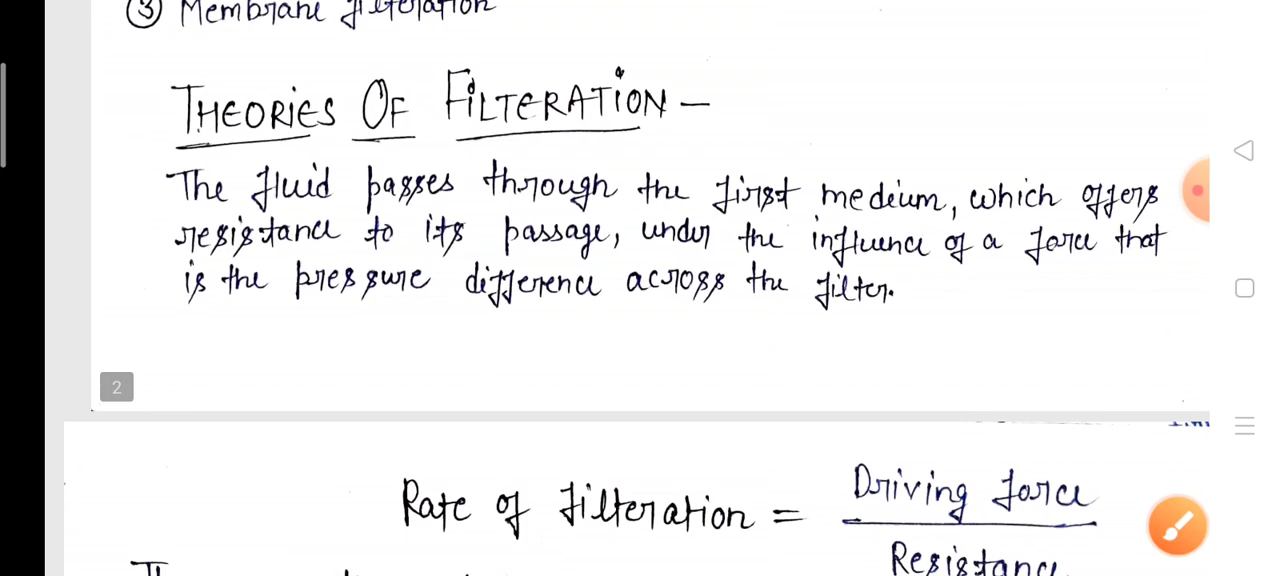 ③ Membrane filteration
THEORIES OF FILTERATION –
The fluid passes through the first medium, which offers
resistance to its passage, under the influence of a force that
is the pressure difference across the filter.
2
Rate of filteration = Driving force
Resistance